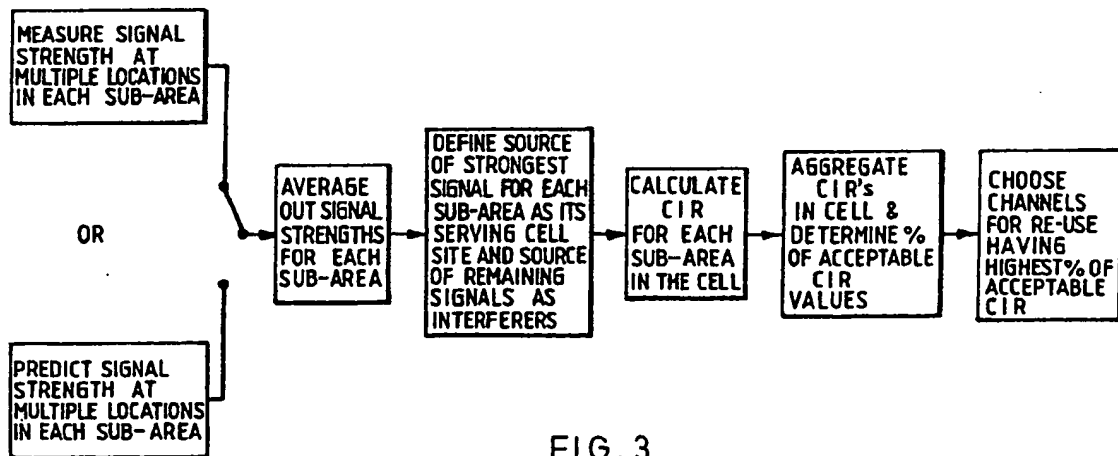 MEASURE SIGNAL
STRENGTH AT
MULTIPLE LOCATIONS
IN EACH SUB-AREA
OR
PREDICT SIGNAL
STRENGTH AT
MULTIPLE LOCATIONS
IN EACH SUB-AREA
AVERAGE
OUT SIGNAL
STRENGTHS
FOR EACH
SUB-AREA
DEFINE SOURCE
OF STRONGEST
SIGNAL FOR EACH
SUB-AREA AS ITS
SERVING CELL
SITE AND SOURCE
OF REMAINING
SIGNALS AS
INTERFERERS
CALCULATE
CIR
FOR EACH
SUB-AREA
IN THE CELL
AGGREGATE
CIR's
IN CELL &
DETERMINE %
OF ACCEPTABLE
CIR
VALUES
CHOOSE
CHANNELS
FOR RE-USE
HAVING
HIGHEST % OF
ACCEPTABLE
CIR
FIG. 3